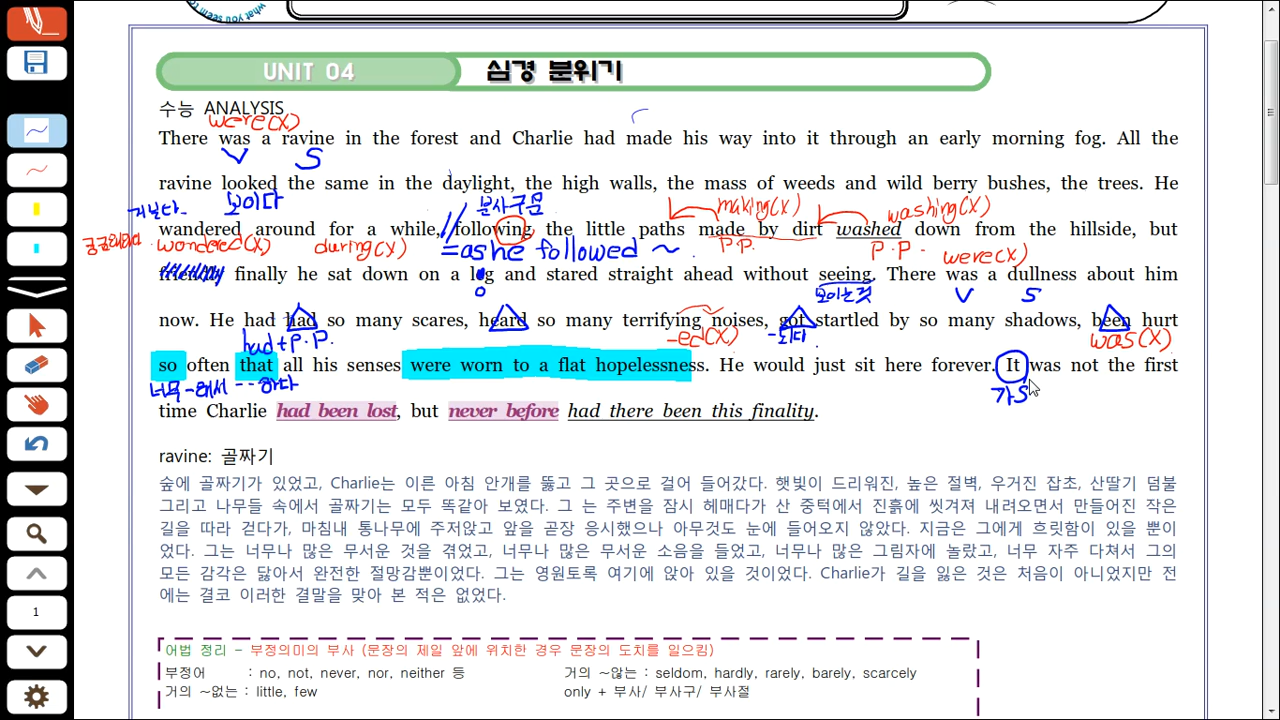 what you seem to
UNIT 04 심경 분위기
수능 ANALYSIS
were(X)
There was a ravine in the forest and Charlie had made his way into it through an early morning fog. All the
V S
ravine looked the same in the daylight, the high walls, the mass of weeds and wild berry bushes, the trees. He
지났다. 보이다 분사구문 making(X) washing(X)
wandered around for a while, following the little paths made by dirt washed down from the hillside, but
wondered(X) during(X) =as he followed ~ P.P. P.P. were(X)
friendly finally he sat down on a log and stared straight ahead without seeing. There was a dullness about him
보이는것 V S
now. He had had so many scares, heard so many terrifying noises, got startled by so many shadows, been hurt
had+P.P. -ed(X) -되다 was(X)
so often that all his senses were worn to a flat hopelessness. He would just sit here forever. It was not the first
너무 -해서 --하다 가S
time Charlie had been lost, but never before had there been this finality.
ravine: 골짜기
숲에 골짜기가 있었고, Charlie는 이른 아침 안개를 뚫고 그 곳으로 걸어 들어갔다. 햇빛이 드리워진, 높은 절벽, 우거진 잡초, 산딸기 덤불
그리고 나무들 속에서 골짜기는 모두 똑같아 보였다. 그 는 주변을 잠시 헤매다가 산 중턱에서 진흙에 씻겨져 내려오면서 만들어진 작은
길을 따라 걷다가, 마침내 통나무에 주저앉고 앞을 곧장 응시했으나 아무것도 눈에 들어오지 않았다. 지금은 그에게 흐릿함이 있을 뿐이
었다. 그는 너무나 많은 무서운 것을 겪었고, 너무나 많은 무서운 소음을 들었고, 너무나 많은 그림자에 놀랐고, 너무 자주 다쳐서 그의
모든 감각은 닳아서 완전한 절망감뿐이었다. 그는 영원토록 여기에 앉아 있을 것이었다. Charlie가 길을 잃은 것은 처음이 아니었지만 전
에는 결코 이러한 결말을 맞아 본 적은 없었다.
어법 정리 – 부정의미의 부사 (문장의 제일 앞에 위치한 경우 문장의 도치를 일으킴)
부정어 : no, not, never, nor, neither 등 거의 ~않는 : seldom, hardly, rarely, barely, scarcely
거의 ~없는 : little, few only + 부사/ 부사구/ 부사절
1